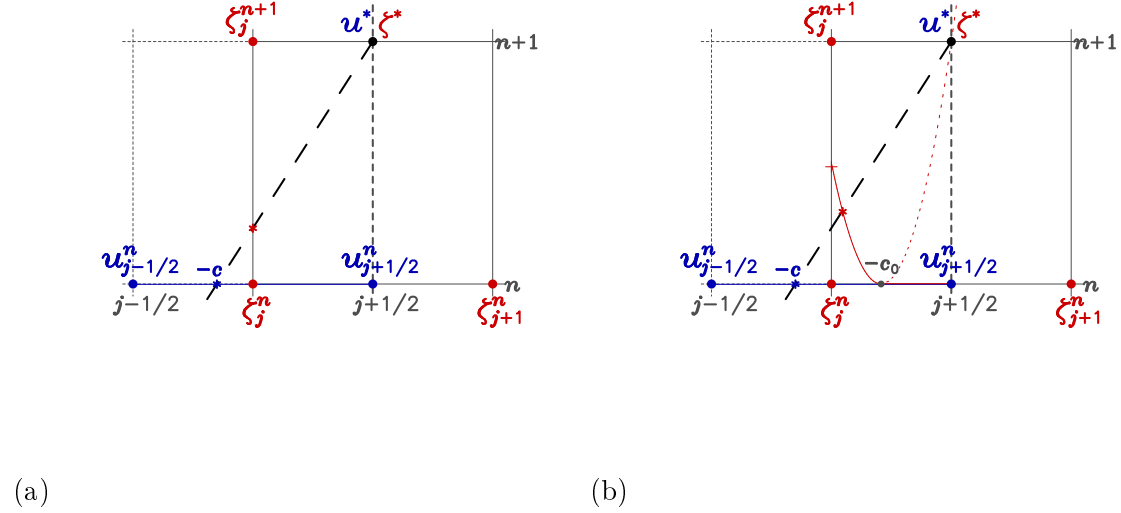 ζ_j^{n+1} u* ζ* ζ_j^{n+1} u* ζ*
n+1 n+1
u_{j-1/2}^n -c u_{j+1/2}^n u_{j-1/2}^n -c -c_0 u_{j+1/2}^n
n n
j-1/2 ζ_j^n j+1/2 ζ_{j+1}^n j-1/2 ζ_j^n j+1/2 ζ_{j+1}^n
(a) (b)